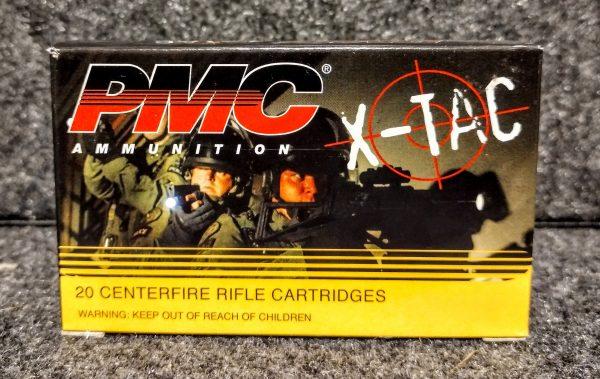 PMC®
X-TAC
AMMUNITION
20 CENTERFIRE RIFLE CARTRIDGES
WARNING: KEEP OUT OF REACH OF CHILDREN